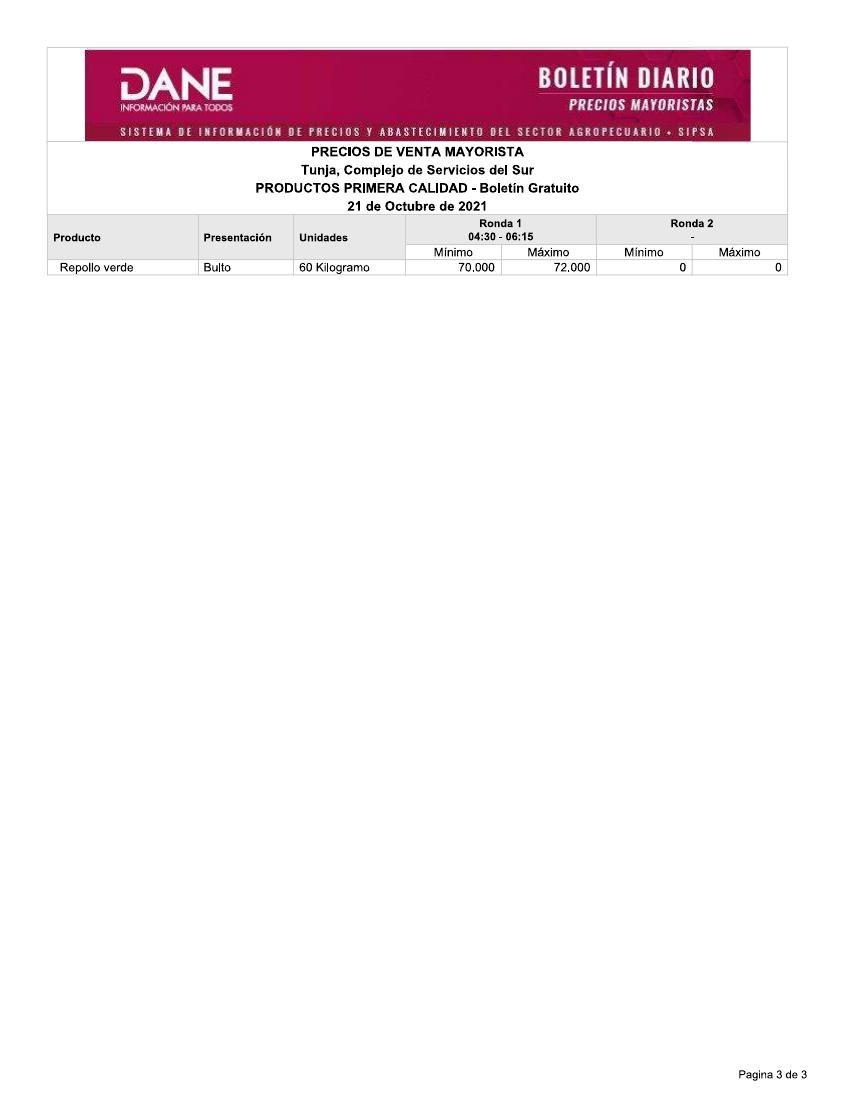 DANE
INFORMACIÓN PARA TODOS
BOLETÍN DIARIO
PRECIOS MAYORISTAS
SISTEMA DE INFORMACIÓN DE PRECIOS Y ABASTECIMIENTO DEL SECTOR AGROPECUARIO • SIPSA
PRECIOS DE VENTA MAYORISTA
Tunja, Complejo de Servicios del Sur
PRODUCTOS PRIMERA CALIDAD - Boletín Gratuito
21 de Octubre de 2021
Producto Presentación Unidades Ronda 1 Ronda 2
04:30 - 06:15 -
Mínimo Máximo Mínimo Máximo
Repollo verde Bulto 60 Kilogramo 70.000 72.000 0 0
Pagina 3 de 3